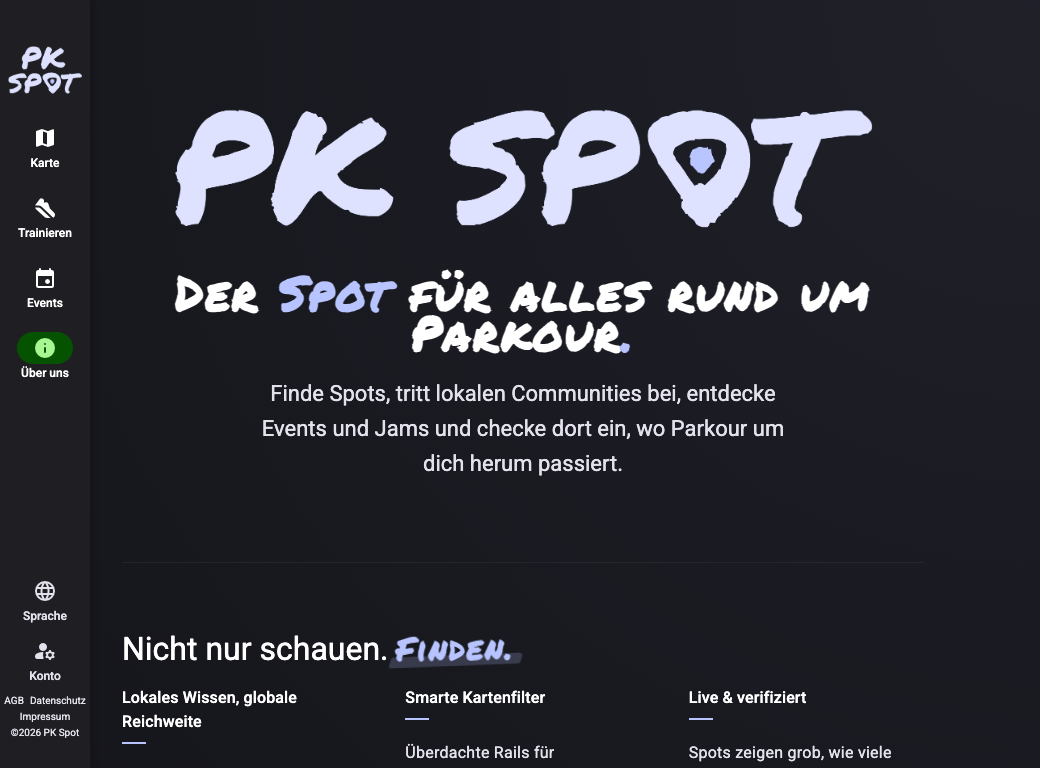 PK
SPOT
Karte
Trainieren
Events
Über uns
Sprache
Konto
AGB Datenschutz
Impressum
©2026 PK Spot
PK SPOT
Der Spot für alles rund um
Parkour.
Finde Spots, tritt lokalen Communities bei, entdecke
Events und Jams und checke dort ein, wo Parkour um
dich herum passiert.
Nicht nur schauen. Finden.
Lokales Wissen, globale
Reichweite
Smarte Kartenfilter
Überdachte Rails für
Live & verifiziert
Spots zeigen grob, wie viele